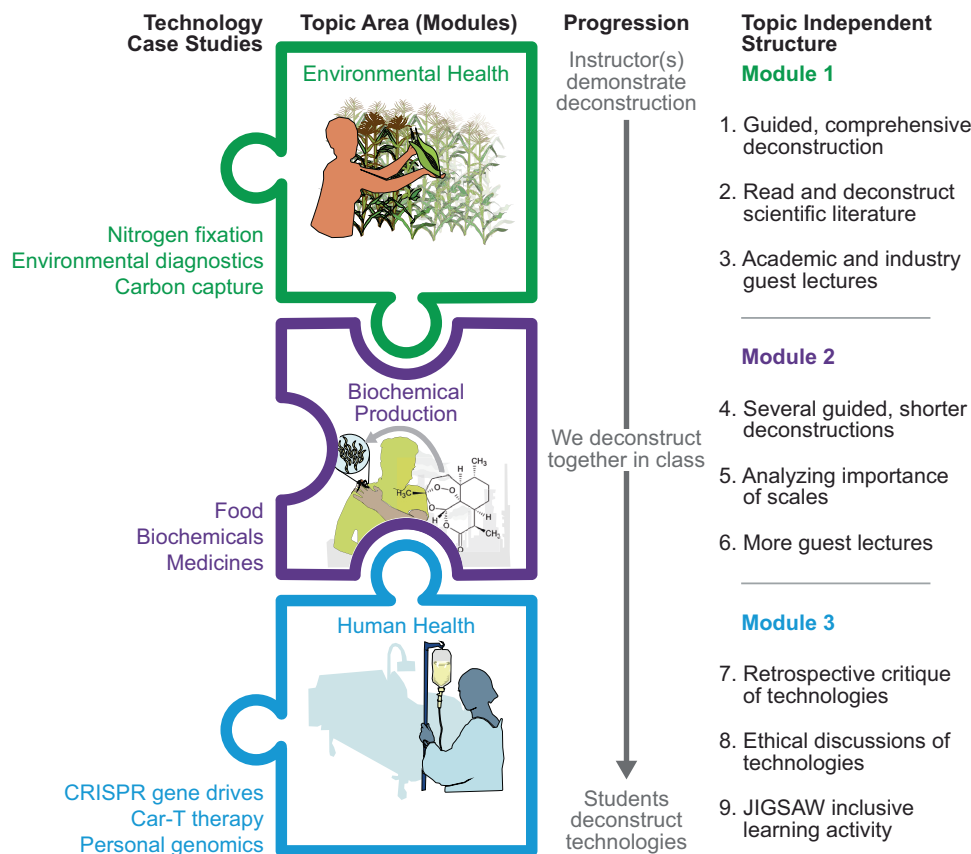 Technology
Case Studies
Topic Area (Modules)
Progression
Topic Independent
Structure
Environmental Health
Nitrogen fixation
Environmental diagnostics
Carbon capture
Biochemical
Production
H
CH₃
H₃C
O
O
O
H
O
H
CH₃
O
Food
Biochemicals
Medicines
Human Health
CRISPR gene drives
Car-T therapy
Personal genomics
Instructor(s)
demonstrate
deconstruction
We deconstruct
together in class
Students
deconstruct
technologies
Module 1
1. Guided, comprehensive
deconstruction
2. Read and deconstruct
scientific literature
3. Academic and industry
guest lectures
Module 2
4. Several guided, shorter
deconstructions
5. Analyzing importance
of scales
6. More guest lectures
Module 3
7. Retrospective critique
of technologies
8. Ethical discussions of
technologies
9. JIGSAW inclusive
learning activity